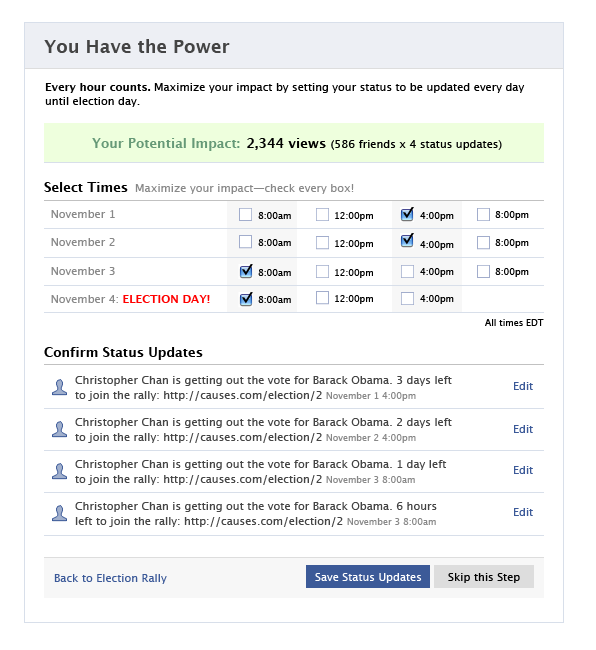 You Have the Power
Every hour counts. Maximize your impact by setting your status to be updated every day
until election day.
Your Potential Impact: 2,344 views (586 friends x 4 status updates)
Select Times Maximize your impact—check every box!
November 1 8:00am 12:00pm 4:00pm 8:00pm
November 2 8:00am 12:00pm 4:00pm 8:00pm
November 3 8:00am 12:00pm 4:00pm 8:00pm
November 4: ELECTION DAY! 8:00am 12:00pm 4:00pm
All times EDT
Confirm Status Updates
Christopher Chan is getting out the vote for Barack Obama. 3 days left
to join the rally: http://causes.com/election/2 November 1 4:00pm
Edit
Christopher Chan is getting out the vote for Barack Obama. 2 days left
to join the rally: http://causes.com/election/2 November 2 4:00pm
Edit
Christopher Chan is getting out the vote for Barack Obama. 1 day left
to join the rally: http://causes.com/election/2 November 3 8:00am
Edit
Christopher Chan is getting out the vote for Barack Obama. 6 hours
left to join the rally: http://causes.com/election/2 November 3 8:00am
Edit
Back to Election Rally Save Status Updates Skip this Step